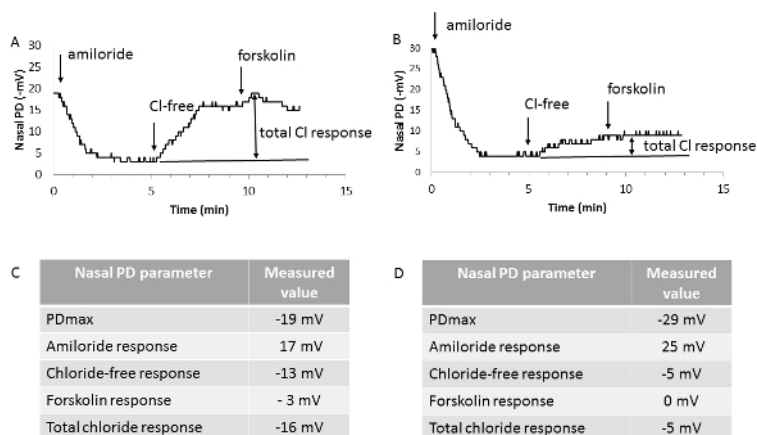 A
amiloride
forskolin
Cl-free
total Cl response
Nasal PD (-mV)
30
25
20
15
10
5
0
0 5 10 15
Time (min)
B
amiloride
forskolin
Cl-free
total Cl response
Nasal PD (-mV)
30
25
20
15
10
5
0
0 5 10 15
Time (min)
C
Nasal PD parameter Measured value
PDmax -19 mV
Amiloride response 17 mV
Chloride-free response -13 mV
Forskolin response - 3 mV
Total chloride response -16 mV
D
Nasal PD parameter Measured value
PDmax -29 mV
Amiloride response 25 mV
Chloride-free response -5 mV
Forskolin response 0 mV
Total chloride response -5 mV